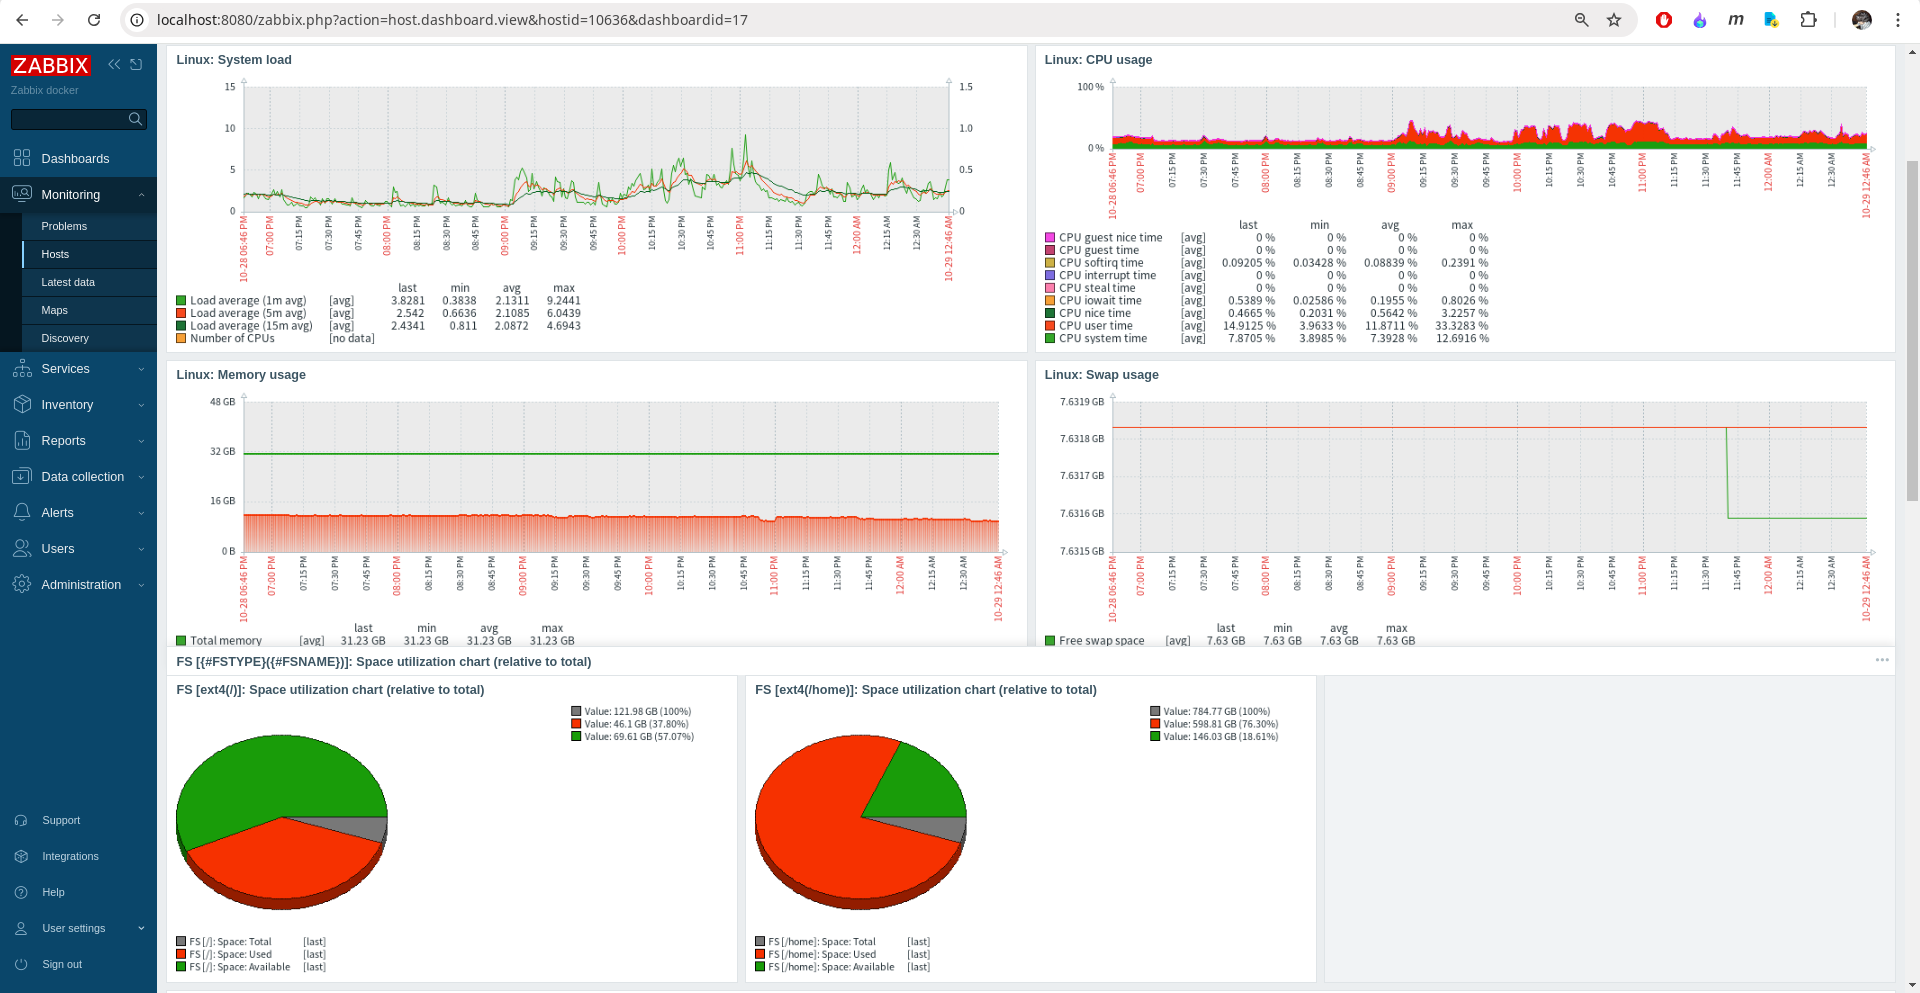 localhost:8080/zabbix.php?action=host.dashboard.view&hostid=10636&dashboardid=17
ZABBIX
Zabbix docker
Dashboards
Monitoring
Problems
Hosts
Latest data
Maps
Discovery
Services
Inventory
Reports
Data collection
Alerts
Users
Administration
Support
Integrations
Help
User settings
Sign out
Linux: System load
15
10
5
0
1.5
1.0
0.5
0
10-28 06:46 PM
07:00 PM
07:15 PM
07:30 PM
07:45 PM
08:00 PM
08:15 PM
08:30 PM
08:45 PM
09:00 PM
09:15 PM
09:30 PM
09:45 PM
10:00 PM
10:15 PM
10:30 PM
10:45 PM
11:00 PM
11:15 PM
11:30 PM
11:45 PM
12:00 AM
12:15 AM
12:30 AM
10-29 12:46 AM
last min avg max
Load average (1m avg) [avg] 3.8281 0.3838 2.1311 9.2441
Load average (5m avg) [avg] 2.542 0.6636 2.1085 6.0439
Load average (15m avg) [avg] 2.4341 0.811 2.0872 4.6943
Number of CPUs [no data]
Linux: CPU usage
100 %
0 %
10-28 06:46 PM
07:00 PM
07:15 PM
07:30 PM
07:45 PM
08:00 PM
08:15 PM
08:30 PM
08:45 PM
09:00 PM
09:15 PM
09:30 PM
09:45 PM
10:00 PM
10:15 PM
10:30 PM
10:45 PM
11:00 PM
11:15 PM
11:30 PM
11:45 PM
12:00 AM
12:15 AM
12:30 AM
10-29 12:46 AM
last min avg max
CPU guest nice time [avg] 0 % 0 % 0 % 0 %
CPU guest time [avg] 0 % 0 % 0 % 0 %
CPU softirq time [avg] 0.09205 % 0.03428 % 0.08839 % 0.2391 %
CPU interrupt time [avg] 0 % 0 % 0 % 0 %
CPU steal time [avg] 0 % 0 % 0 % 0 %
CPU iowait time [avg] 0.5389 % 0.02586 % 0.1955 % 0.8026 %
CPU nice time [avg] 0.4665 % 0.2031 % 0.5642 % 3.2257 %
CPU user time [avg] 14.9125 % 3.9633 % 11.8711 % 33.3283 %
CPU system time [avg] 7.8705 % 3.8985 % 7.3928 % 12.6916 %
Linux: Memory usage
48 GB
32 GB
16 GB
0 B
10-28 06:46 PM
07:00 PM
07:15 PM
07:30 PM
07:45 PM
08:00 PM
08:15 PM
08:30 PM
08:45 PM
09:00 PM
09:15 PM
09:30 PM
09:45 PM
10:00 PM
10:15 PM
10:30 PM
10:45 PM
11:00 PM
11:15 PM
11:30 PM
11:45 PM
12:00 AM
12:15 AM
12:30 AM
10-29 12:46 AM
last min avg max
Total memory [avg] 31.23 GB 31.23 GB 31.23 GB 31.23 GB
Linux: Swap usage
7.6319 GB
7.6318 GB
7.6317 GB
7.6316 GB
7.6315 GB
10-28 06:46 PM
07:00 PM
07:15 PM
07:30 PM
07:45 PM
08:00 PM
08:15 PM
08:30 PM
08:45 PM
09:00 PM
09:15 PM
09:30 PM
09:45 PM
10:00 PM
10:15 PM
10:30 PM
10:45 PM
11:00 PM
11:15 PM
11:30 PM
11:45 PM
12:00 AM
12:15 AM
12:30 AM
10-29 12:46 AM
last min avg max
Free swap space [avg] 7.63 GB 7.63 GB 7.63 GB 7.63 GB
FS [{#FSTYPE}({#FSNAME})]: Space utilization chart (relative to total)
FS [ext4(/)]: Space utilization chart (relative to total)
Value: 121.98 GB (100%)
Value: 46.1 GB (37.80%)
Value: 69.61 GB (57.07%)
FS [/]: Space: Total [last]
FS [/]: Space: Used [last]
FS [/]: Space: Available [last]
FS [ext4(/home)]: Space utilization chart (relative to total)
Value: 784.77 GB (100%)
Value: 598.81 GB (76.30%)
Value: 146.03 GB (18.61%)
FS [/home]: Space: Total [last]
FS [/home]: Space: Used [last]
FS [/home]: Space: Available [last]